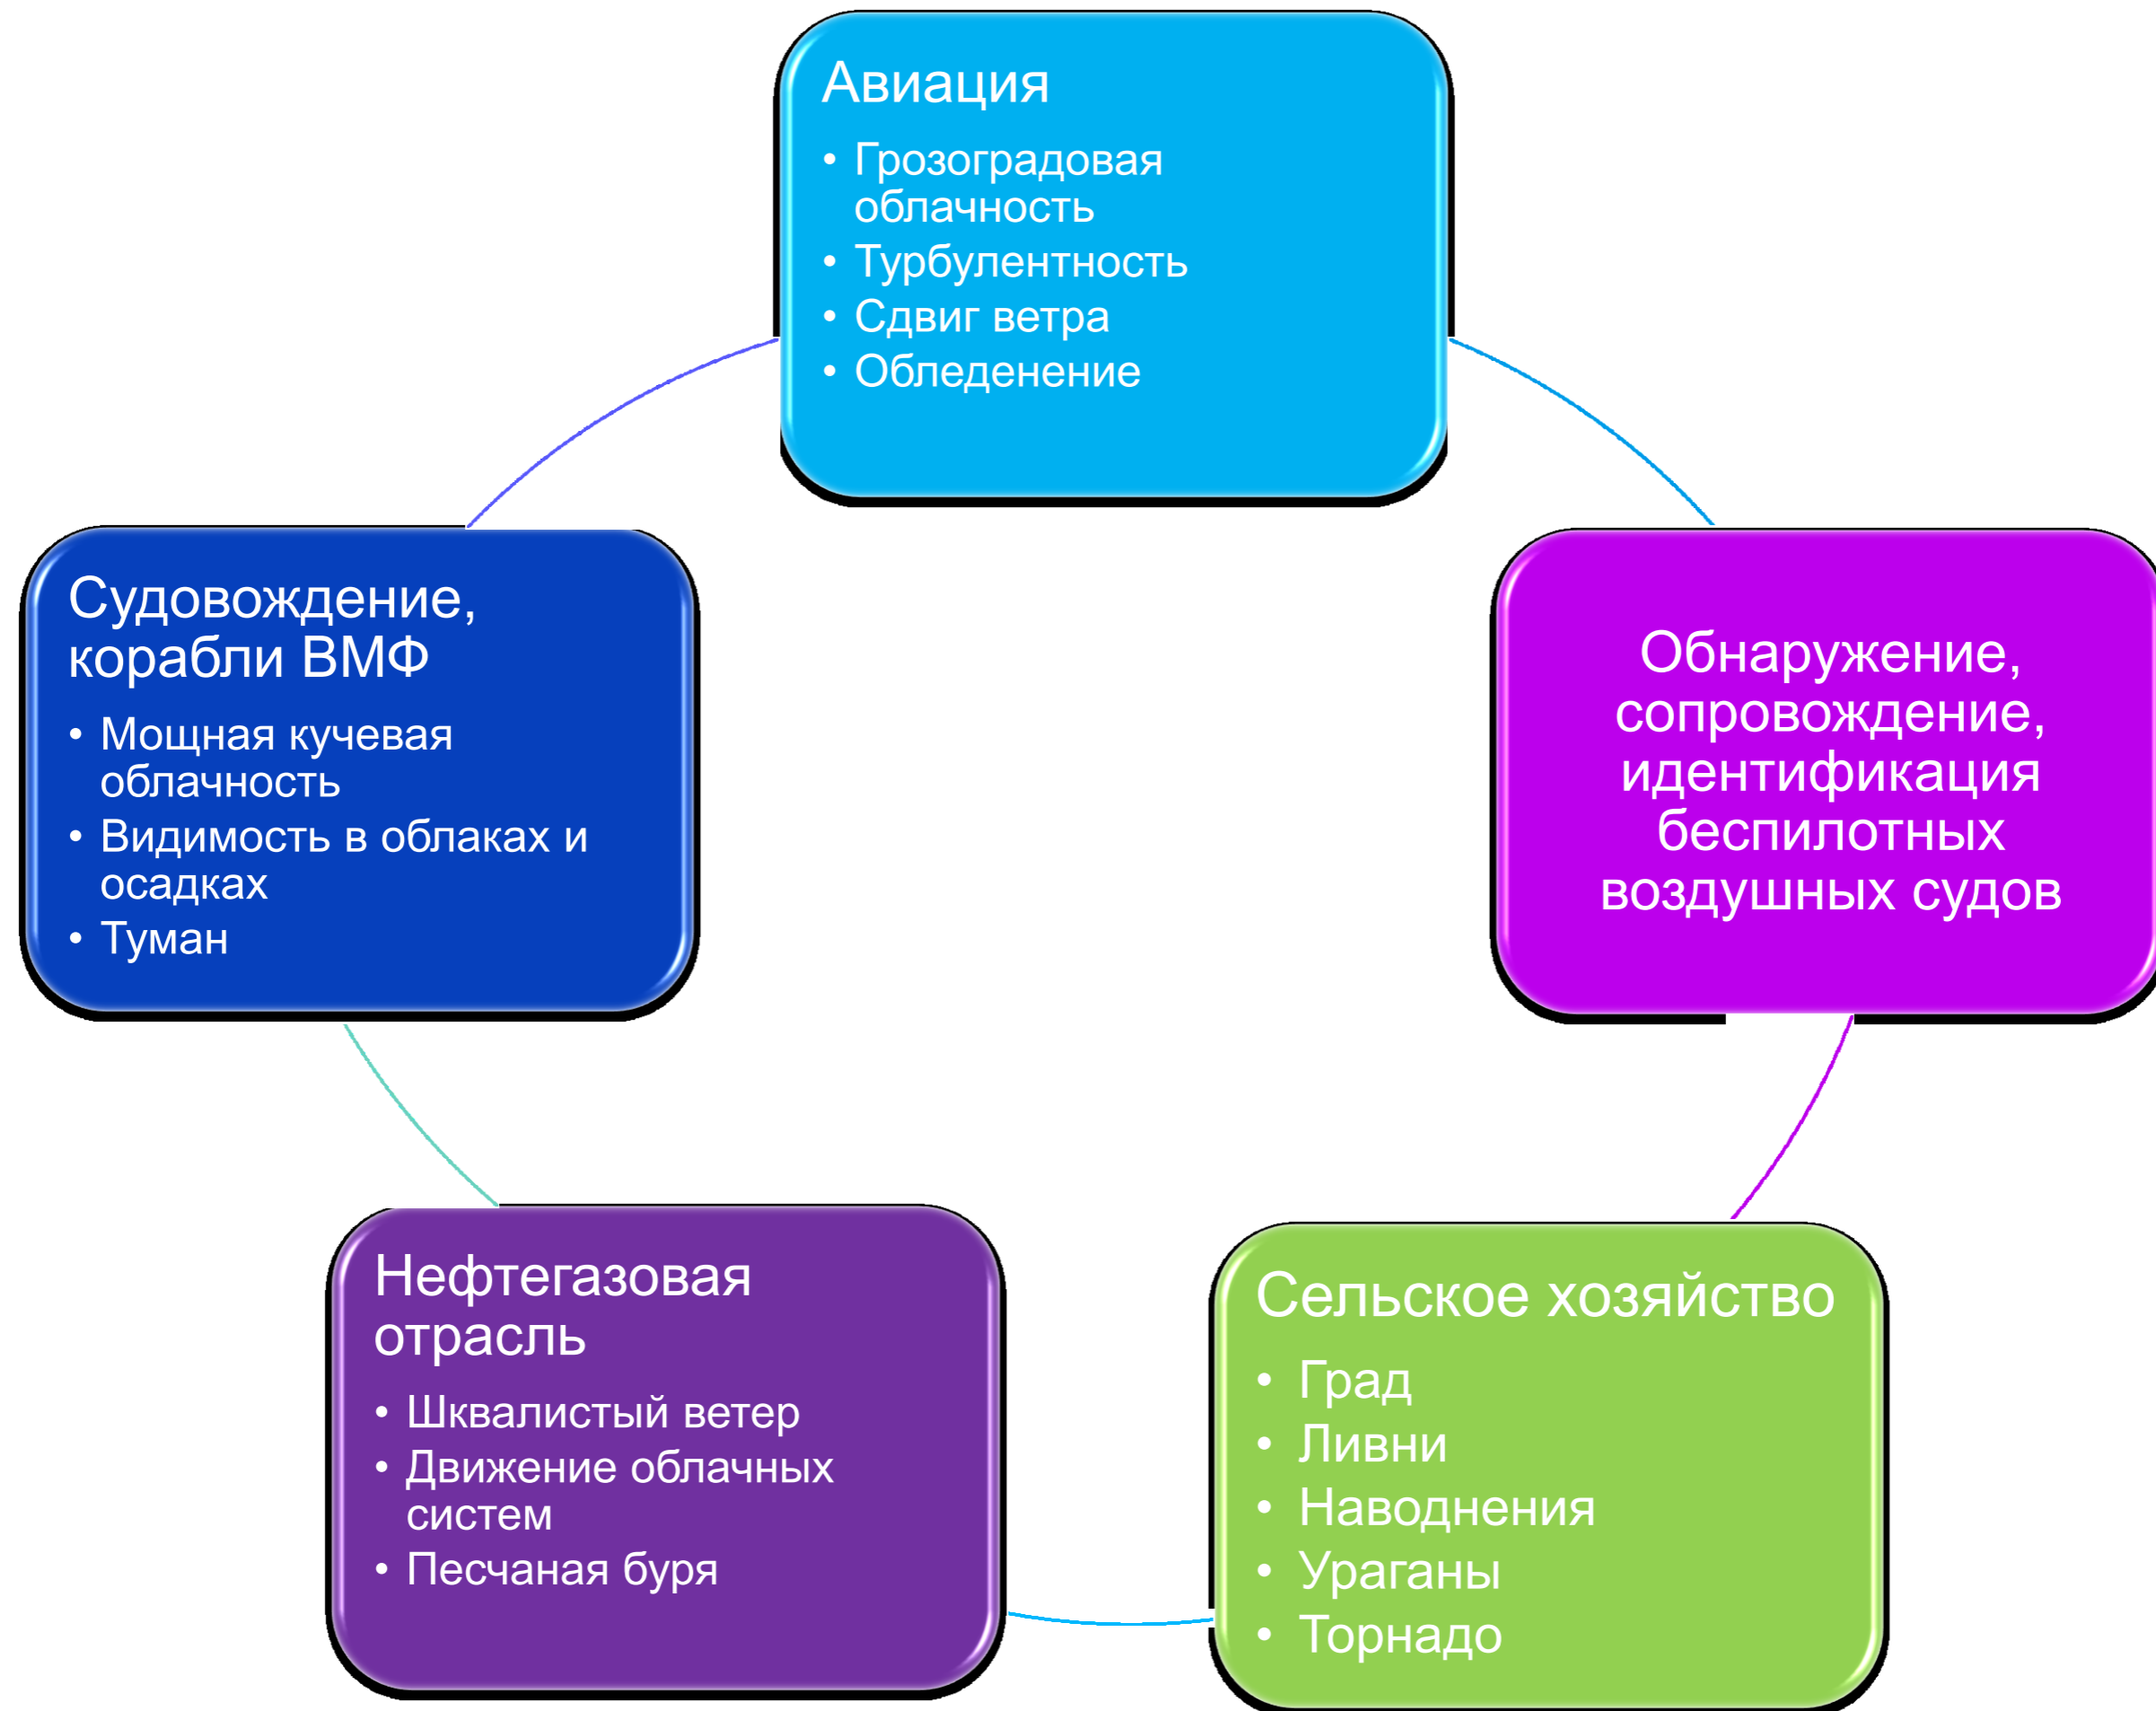 Авиация
• Грозоградовая
облачность
• Турбулентность
• Сдвиг ветра
• Обледенение
Обнаружение,
сопровождение,
идентификация
беспилотных
воздушных судов
Сельское хозяйство
• Град
• Ливни
• Наводнения
• Ураганы
• Торнадо
Нефтегазовая
отрасль
• Шквалистый ветер
• Движение облачных
систем
• Песчаная буря
Судовождение,
корабли ВМФ
• Мощная кучевая
облачность
• Видимость в облаках и
осадках
• Туман